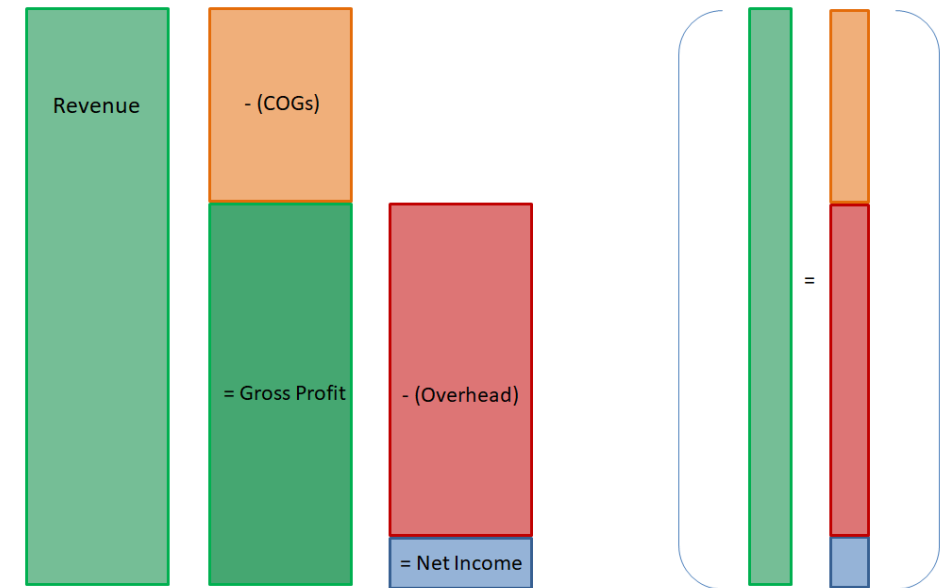 Revenue
- (COGs)
= Gross Profit
- (Overhead)
= Net Income
=